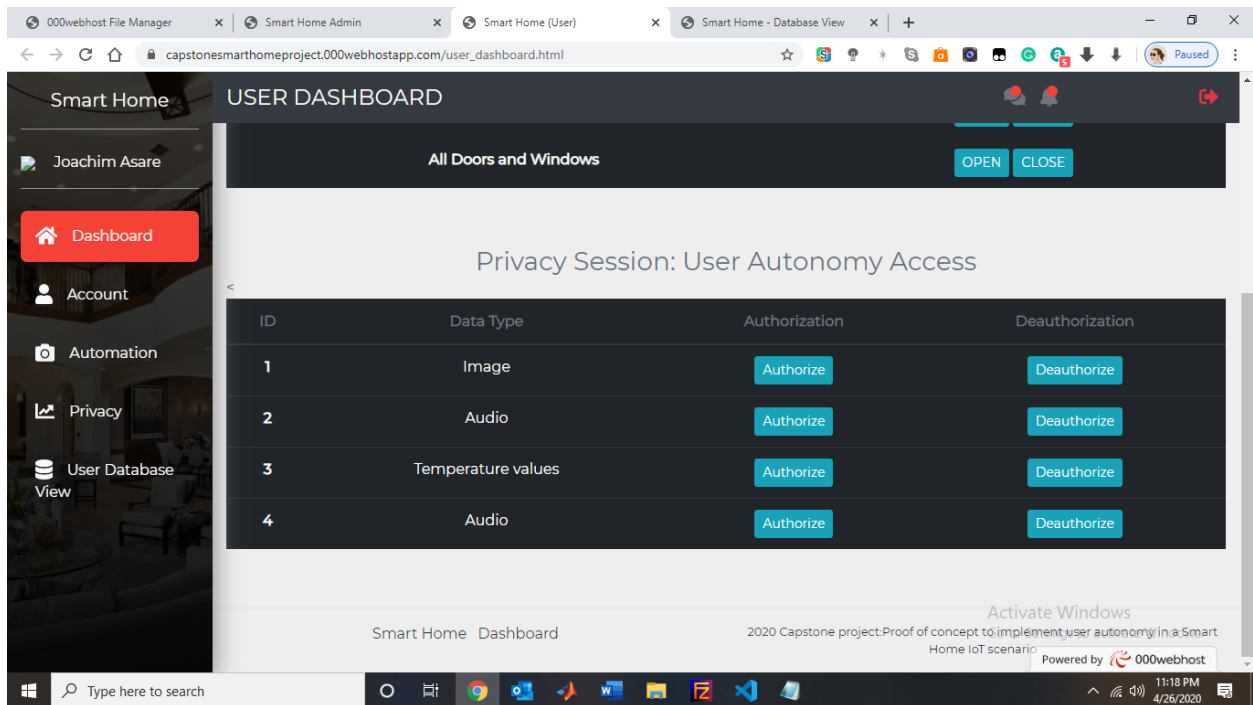 000webhost File Manager
Smart Home Admin
Smart Home (User)
Smart Home - Database View
capstonesmarthomeproject.000webhostapp.com/user_dashboard.html
Paused
Smart Home
USER DASHBOARD
Joachim Asare
All Doors and Windows
OPEN
CLOSE
Dashboard
Account
Automation
Privacy
User Database
View
Privacy Session: User Autonomy Access
<
ID Data Type Authorization Deauthorization
1 Image Authorize Deauthorize
2 Audio Authorize Deauthorize
3 Temperature values Authorize Deauthorize
4 Audio Authorize Deauthorize
Activate Windows
Smart Home Dashboard
2020 Capstone project:Proof of concept to implement user autonomy in a Smart
Home IoT scenario
Powered by 000webhost
Type here to search
11:18 PM
4/26/2020